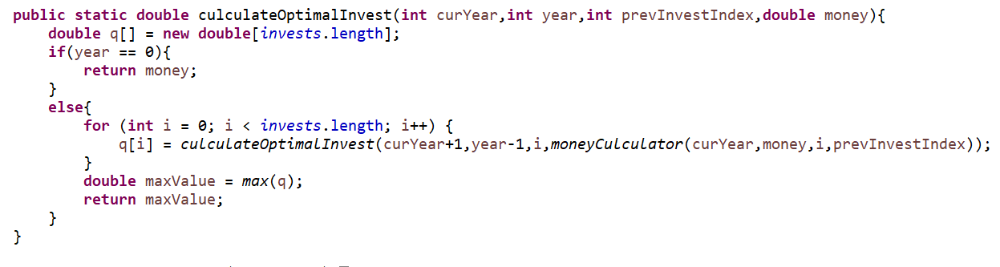 public static double culculateOptimalInvest(int curYear,int year,int prevInvestIndex,double money){
    double q[] = new double[invests.length];
    if(year == 0){
        return money;
    }
    else{
        for (int i = 0; i < invests.length; i++) {
            q[i] = culculateOptimalInvest(curYear+1,year-1,i,moneyCulculator(curYear,money,i,prevInvestIndex));
        }
        double maxValue = max(q);
        return maxValue;
    }
}